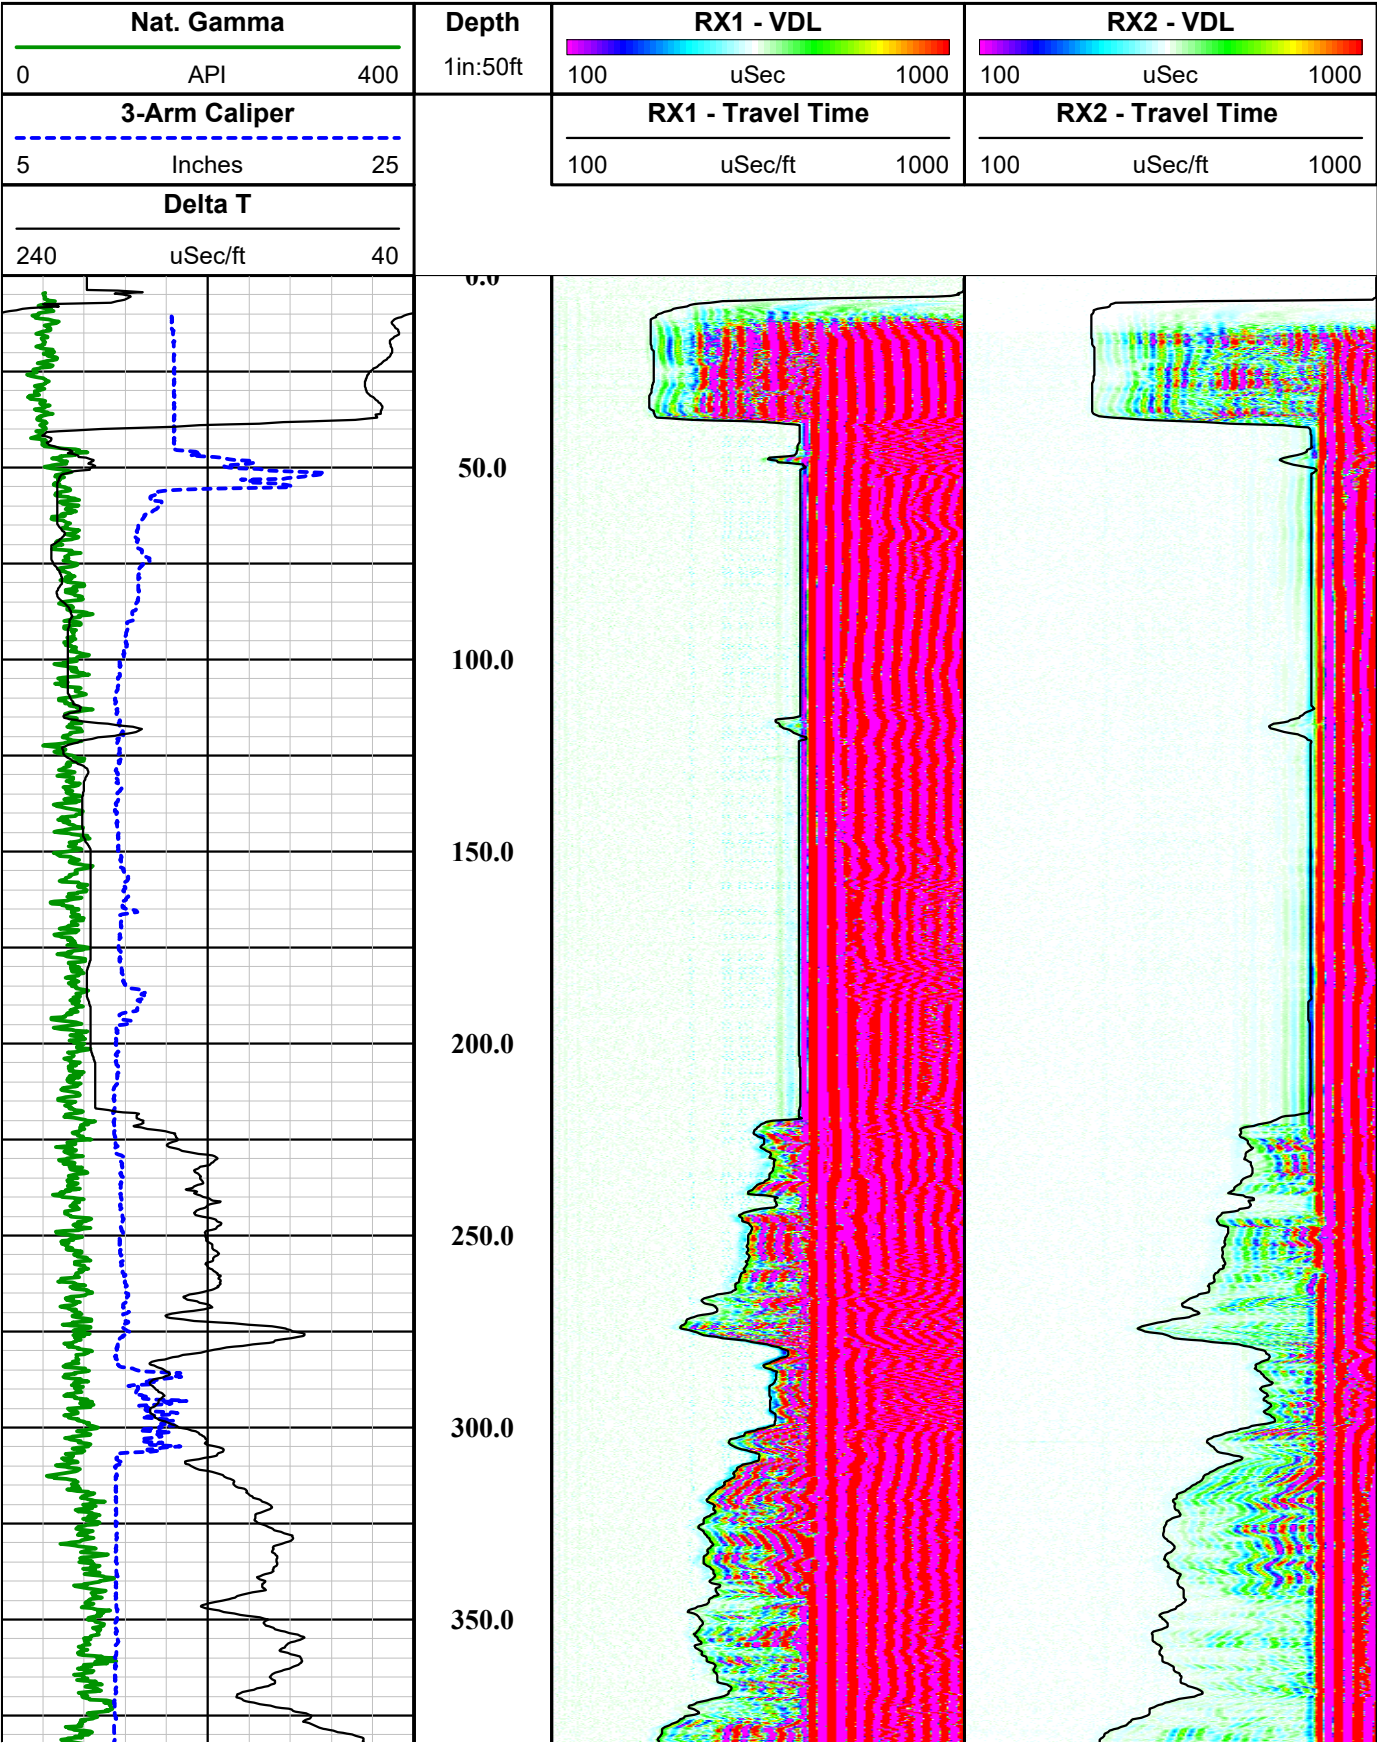 Nat. Gamma
0 API 400
3-Arm Caliper
5 Inches 25
Delta T
240 uSec/ft 40
Depth
1in:50ft
RX1 - VDL
100 uSec 1000
RX1 - Travel Time
100 uSec/ft 1000
RX2 - VDL
100 uSec 1000
RX2 - Travel Time
100 uSec/ft 1000
0.0
50.0
100.0
150.0
200.0
250.0
300.0
350.0